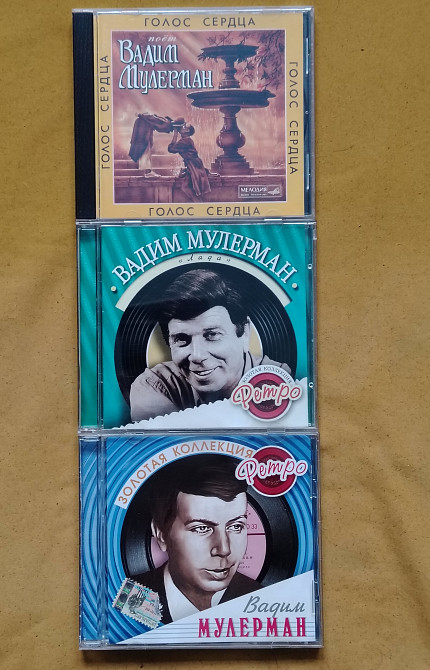 ГОЛОС СЕРДЦА
ГОЛОС СЕРДЦА
поёт
ВАДИМ
МУЛЕРМАН
ГОЛОС СЕРДЦА
МЕЛОДИЯ
ГОЛОС СЕРДЦА
ВАДИМ МУЛЕРМАН
«Лада»
ЗОЛОТАЯ КОЛЛЕКЦИЯ
Ретро
ЗОЛОТАЯ КОЛЛЕКЦИЯ
Ретро
33
Вадим
МУЛЕРМАН